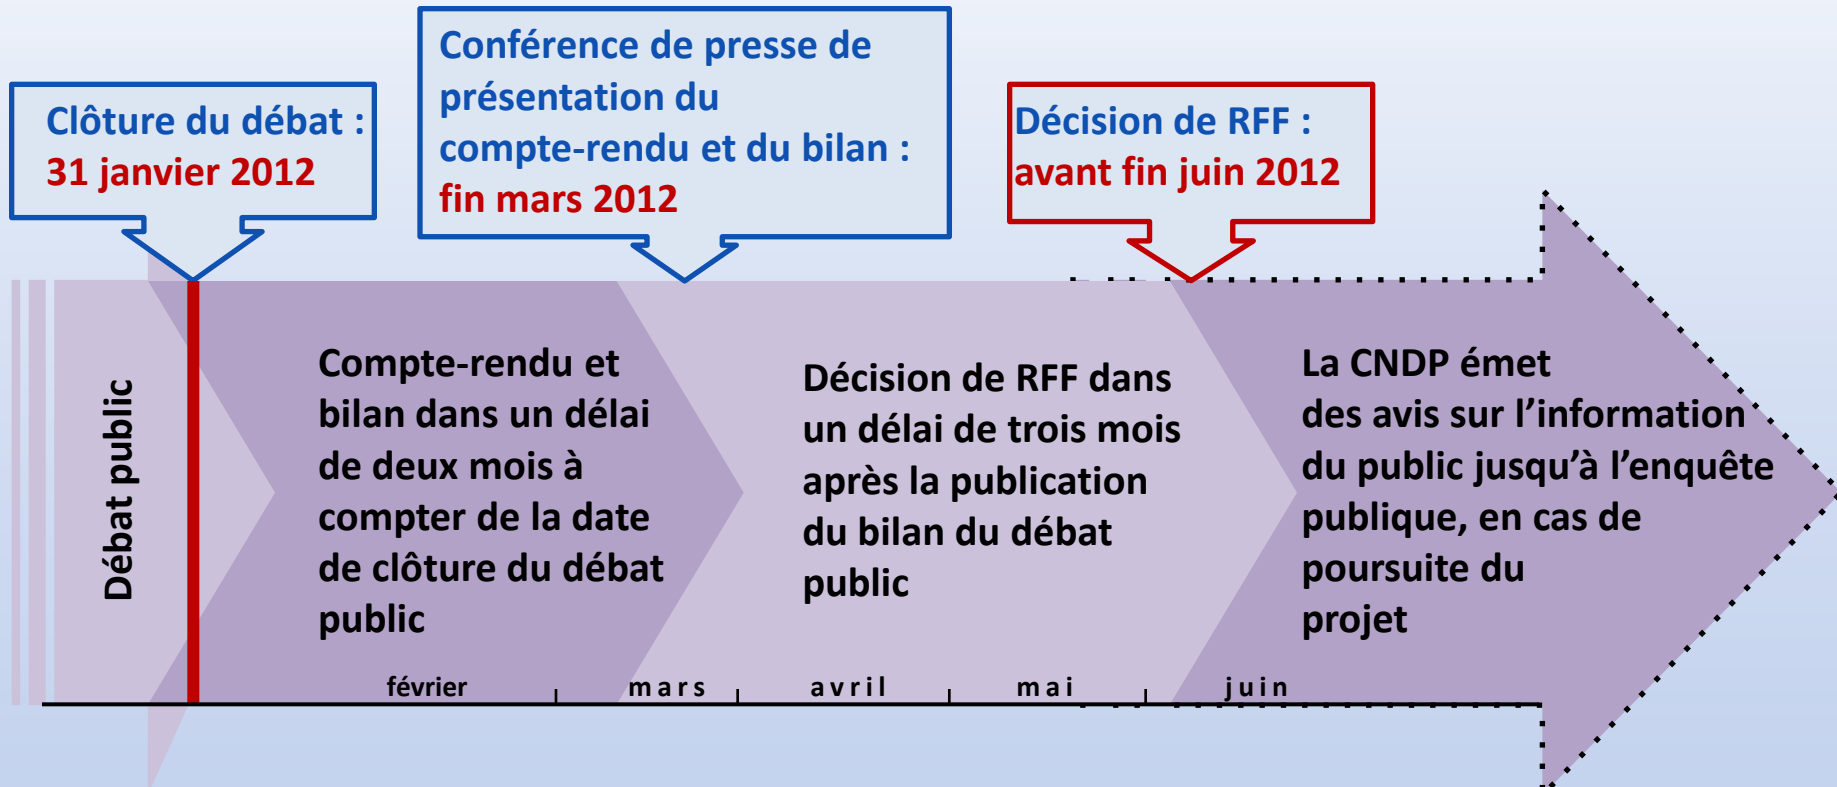 Clôture du débat :
31 janvier 2012
Conférence de presse de
présentation du
compte-rendu et du bilan :
fin mars 2012
Décision de RFF :
avant fin juin 2012
Débat public
Compte-rendu et
bilan dans un délai
de deux mois à
compter de la date
de clôture du débat
public
Décision de RFF dans
un délai de trois mois
après la publication
du bilan du débat
public
La CNDP émet
des avis sur l’information
du public jusqu’à l’enquête
publique, en cas de
poursuite du
projet
février mars avril mai juin